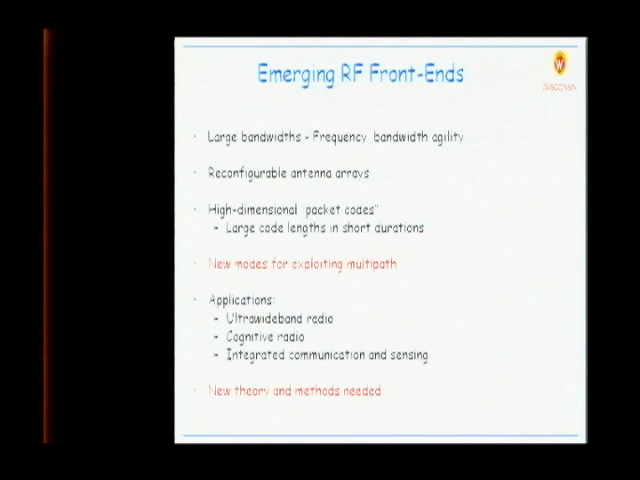 Emerging RF Front-Ends
W
WISCONSIN
· Large bandwidths - Frequency bandwidth agility
· Reconfigurable antenna arrays
· High-dimensional packet codes"
- Large code lengths in short durations
· New modes for exploiting multipath
· Applications:
- Ultrawideband radio
- Cognitive radio
- Integrated communication and sensing
· New theory and methods needed